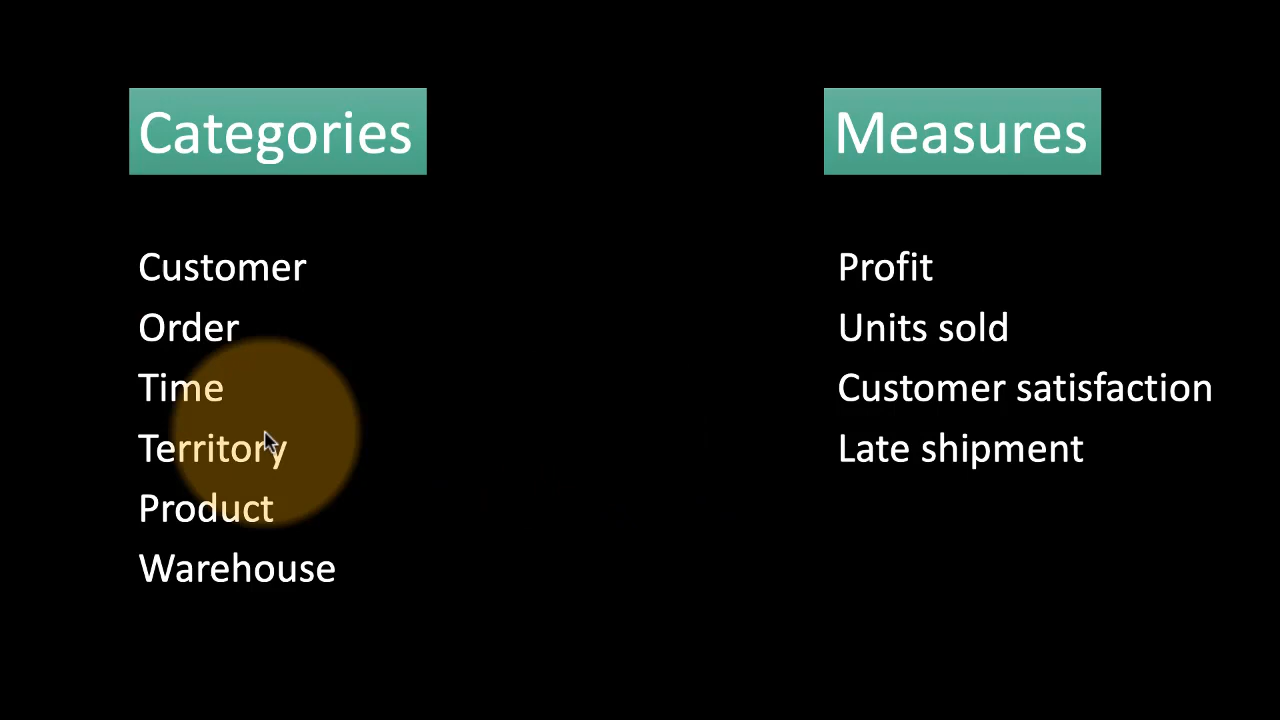 Categories
Customer
Order
Time
Territory
Product
Warehouse
Measures
Profit
Units sold
Customer satisfaction
Late shipment